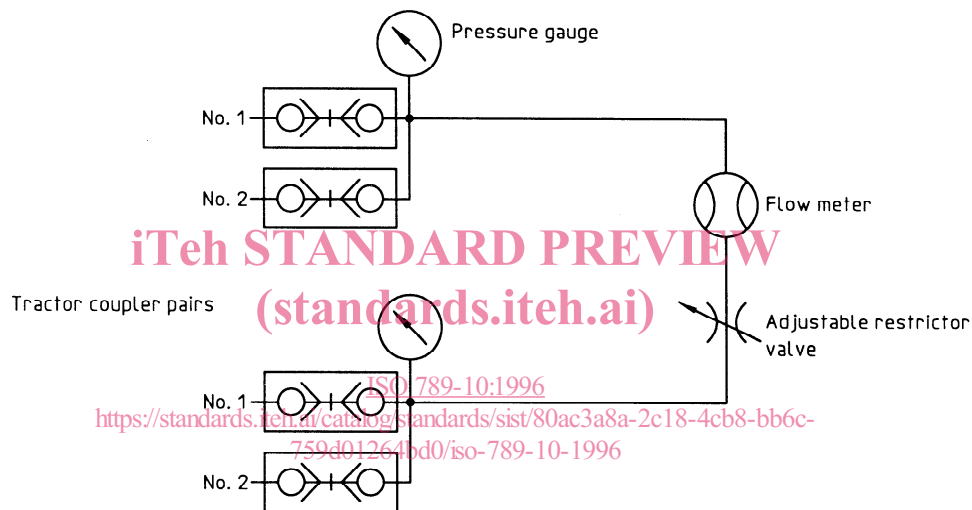 Pressure gauge
No. 1
No. 2
Flow meter
iTeh STANDARD PREVIEW
(standards.iteh.ai)
Tractor coupler pairs
Adjustable restrictor
valve
ISO 789-10:1996
No. 1
https://standards.iteh.ai/catalog/standards/sist/80ac3a8a-2c18-4cb8-bb6c-
759d01264bd0/iso-789-10-1996
No. 2